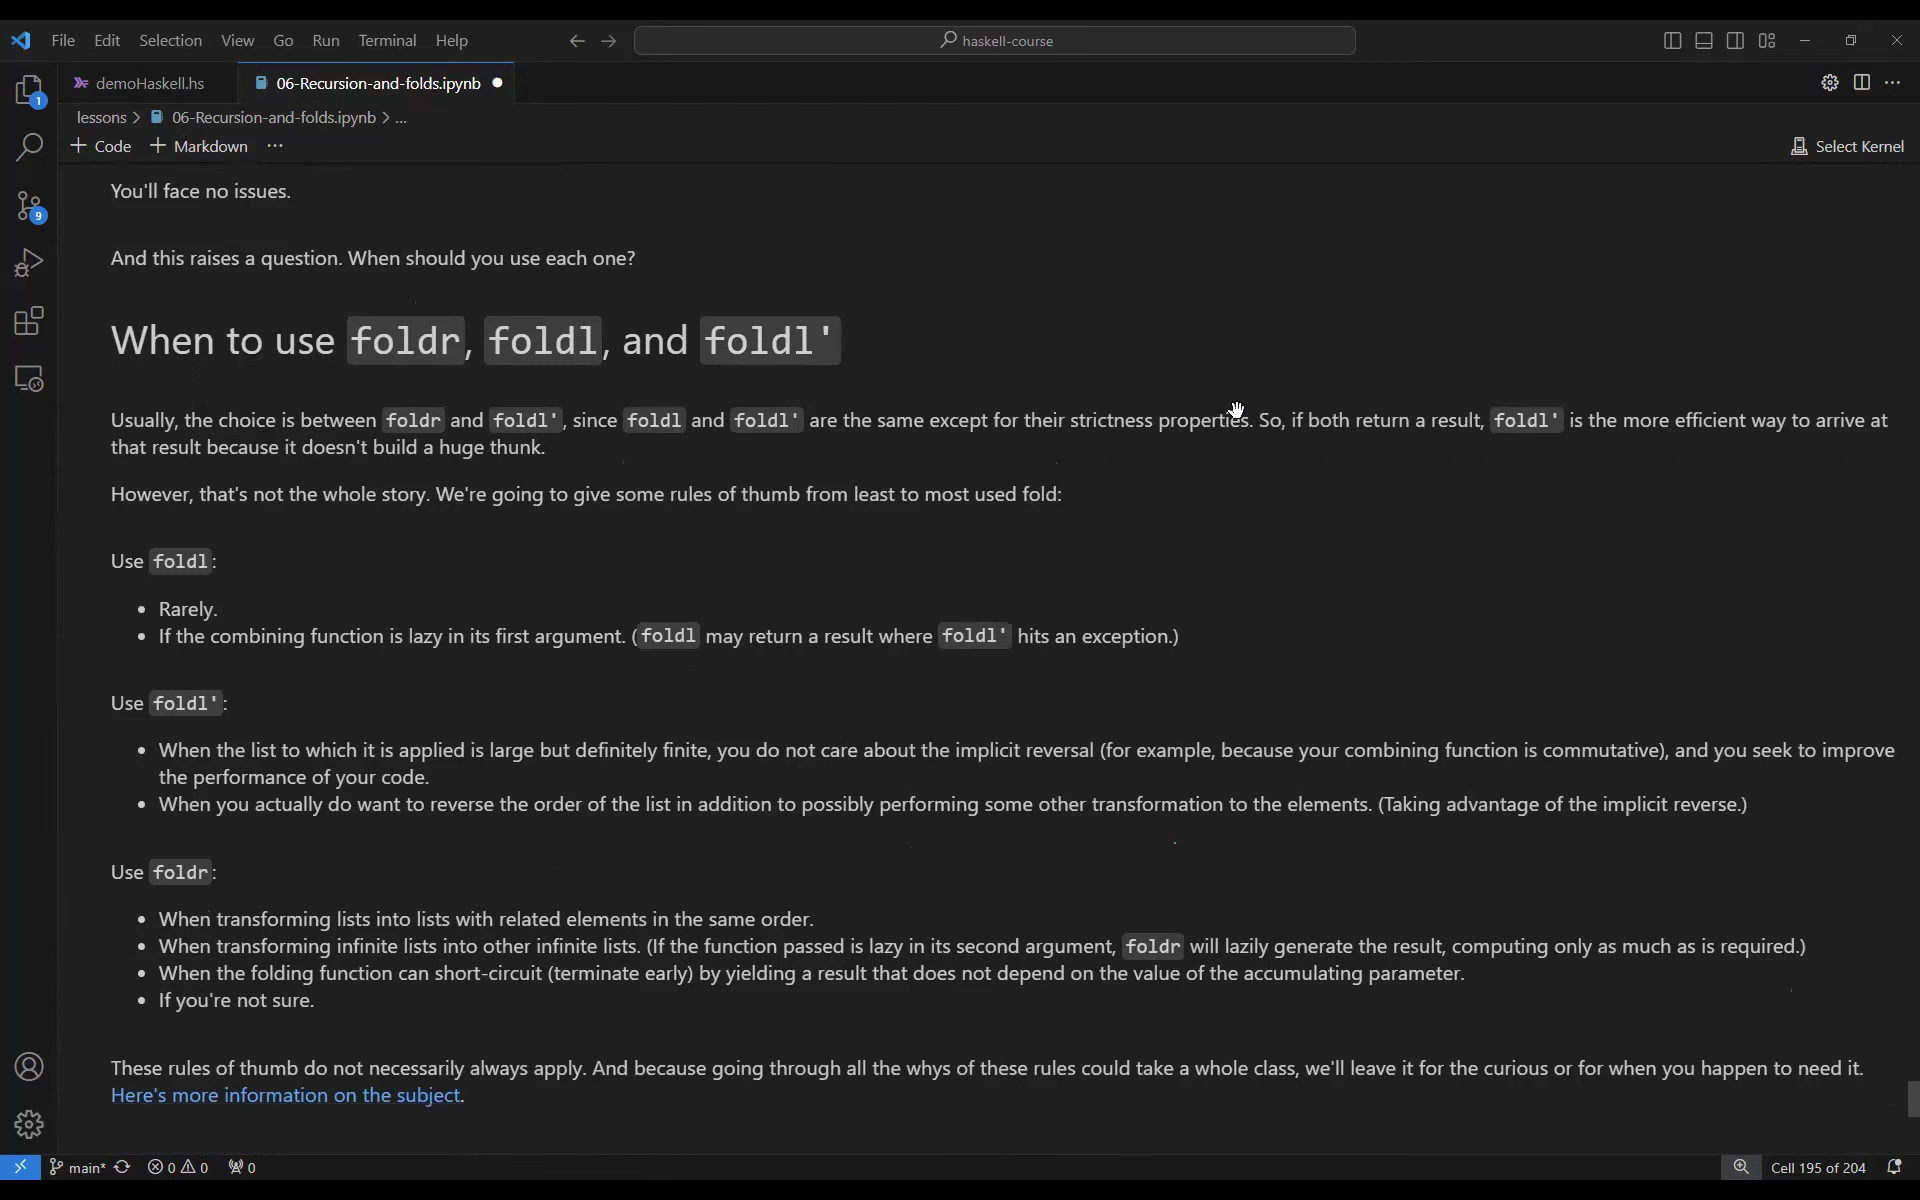 File Edit Selection View Go Run Terminal Help
haskell-course
demoHaskell.hs
06-Recursion-and-folds.ipynb
lessons > 06-Recursion-and-folds.ipynb > ...
+ Code + Markdown ...
Select Kernel
You'll face no issues.
And this raises a question. When should you use each one?
When to use foldr, foldl, and foldl'
Usually, the choice is between foldr and foldl', since foldl and foldl' are the same except for their strictness properties. So, if both return a result, foldl' is the more efficient way to arrive at
that result because it doesn't build a huge thunk.
However, that's not the whole story. We're going to give some rules of thumb from least to most used fold:
Use foldl:
• Rarely.
• If the combining function is lazy in its first argument. (foldl may return a result where foldl' hits an exception.)
Use foldl':
• When the list to which it is applied is large but definitely finite, you do not care about the implicit reversal (for example, because your combining function is commutative), and you seek to improve
the performance of your code.
• When you actually do want to reverse the order of the list in addition to possibly performing some other transformation to the elements. (Taking advantage of the implicit reverse.)
Use foldr:
• When transforming lists into lists with related elements in the same order.
• When transforming infinite lists into other infinite lists. (If the function passed is lazy in its second argument, foldr will lazily generate the result, computing only as much as is required.)
• When the folding function can short-circuit (terminate early) by yielding a result that does not depend on the value of the accumulating parameter.
• If you're not sure.
These rules of thumb do not necessarily always apply. And because going through all the whys of these rules could take a whole class, we'll leave it for the curious or for when you happen to need it.
Here's more information on the subject.
1
9
main* 0 0 0
Cell 195 of 204